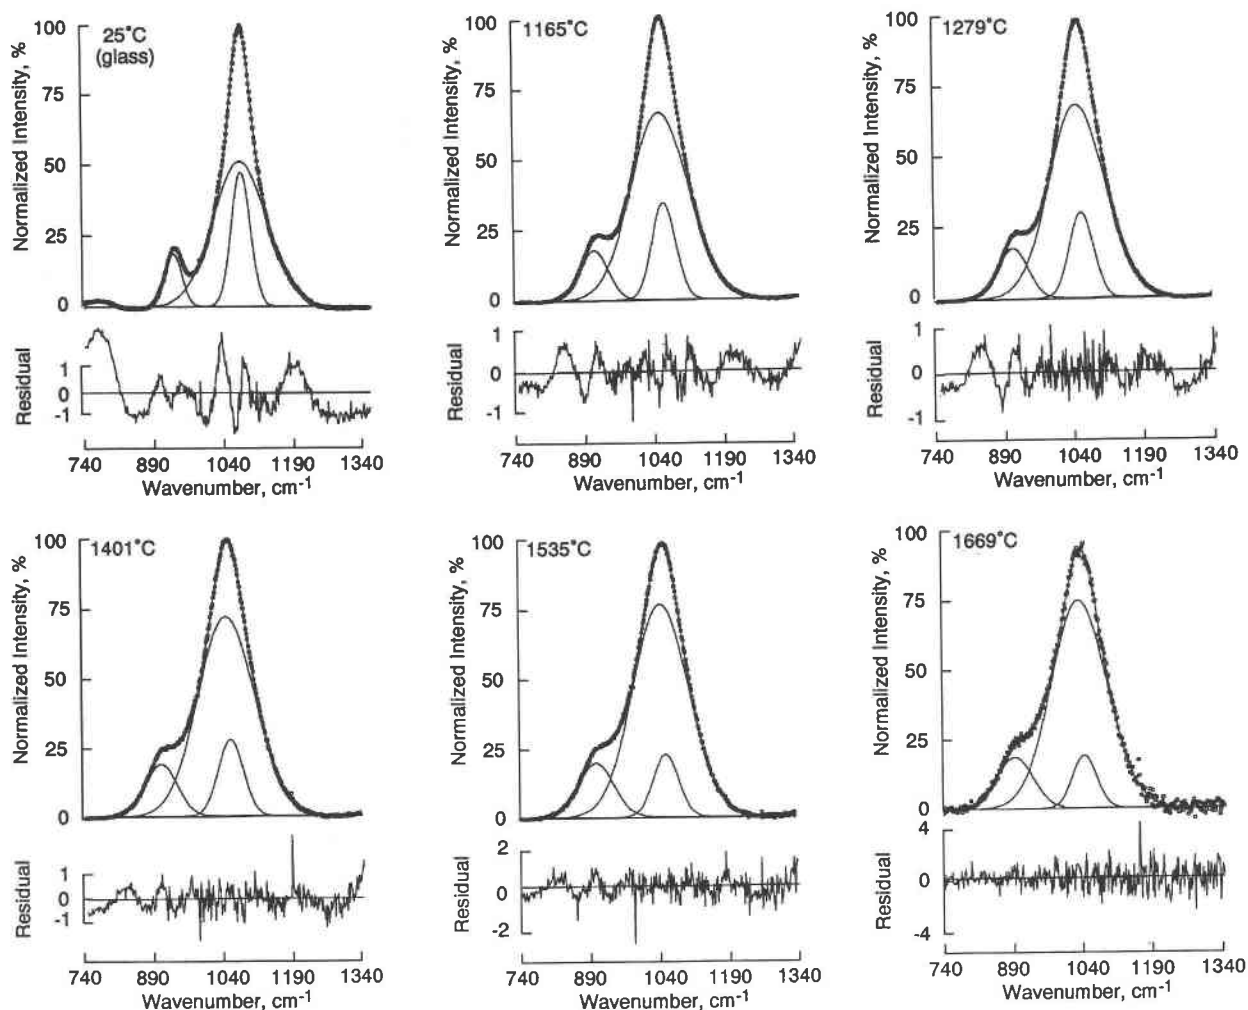 25°C
(glass)
Normalized Intensity, %
100
75
50
25
0
Residual
1
0
-1
740 890 1040 1190 1340
Wavenumber, cm-1
1165°C
Normalized Intensity, %
100
75
50
25
0
Residual
1
0
-1
740 890 1040 1190 1340
Wavenumber, cm-1
1279°C
Normalized Intensity, %
100
75
50
25
0
Residual
1
0
-1
740 890 1040 1190 1340
Wavenumber, cm-1
1401°C
Normalized Intensity, %
100
75
50
25
0
Residual
1
0
-1
740 890 1040 1190 1340
Wavenumber, cm-1
1535°C
Normalized Intensity, %
100
75
50
25
0
Residual
2
0
-2
740 890 1040 1190 1340
Wavenumber, cm-1
1669°C
Normalized Intensity, %
100
75
50
25
0
Residual
4
0
-4
740 890 1040 1190 1340
Wavenumber, cm-1